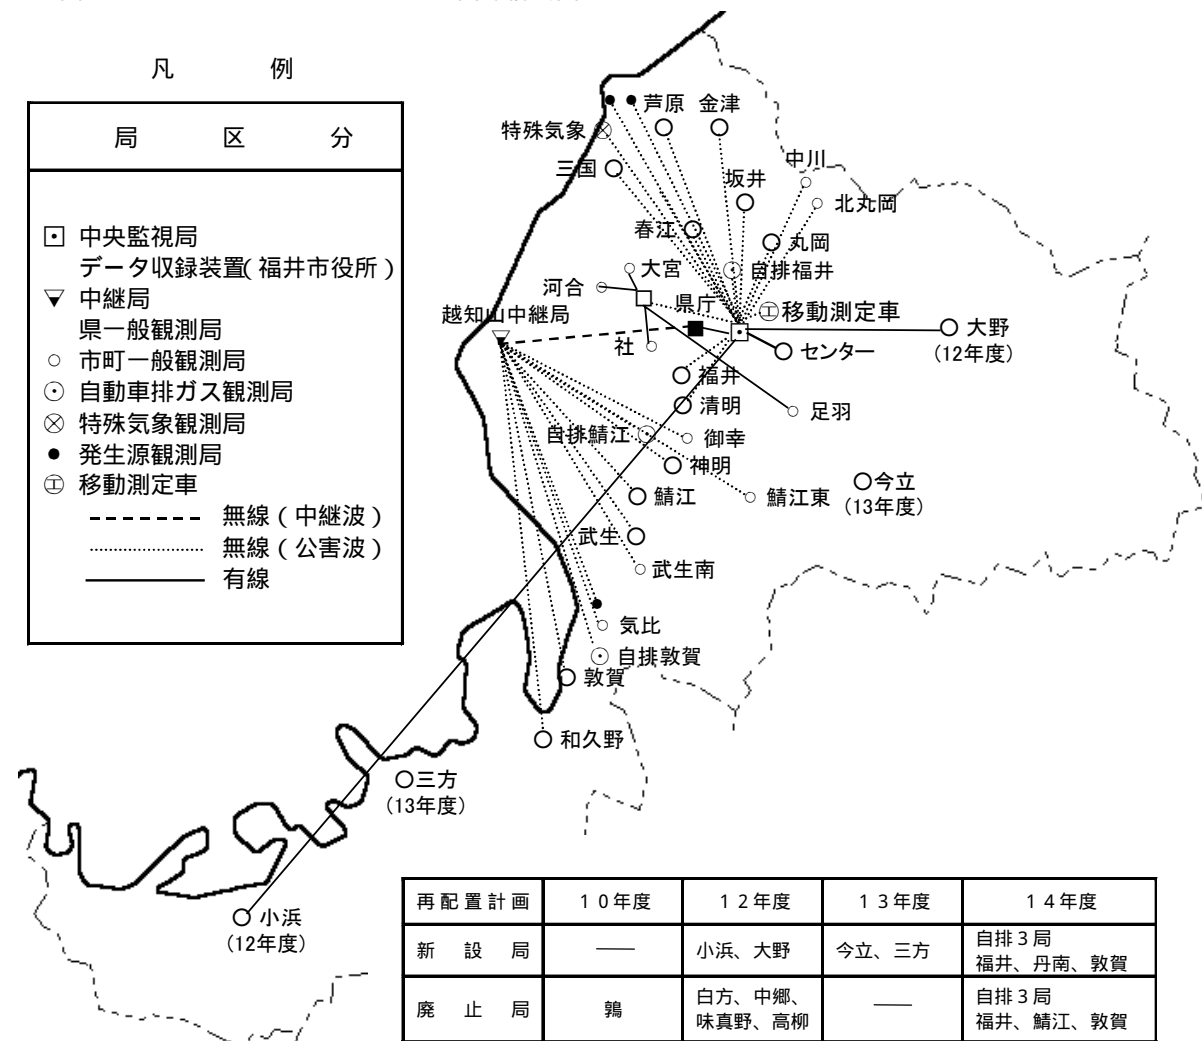 凡 例
局 区 分
中央監視局
データ収録装置(福井市役所)
中継局
県一般観測局
市町一般観測局
自動車排ガス観測局
特殊気象観測局
発生源観測局
㋓ 移動測定車
無線(中継波)
無線(公害波)
有線
芦原 金津
特殊気象
三国
中川
坂井
北丸岡
春江
丸岡
大宮
自排福井
河合
県庁
㋓移動測定車
越知山中継局
大野
(12年度)
社
センター
福井
清明
足羽
自排鯖江
御幸
神明
今立
(13年度)
鯖江
鯖江東
武生
武生南
気比
自排敦賀
敦賀
和久野
三方
(13年度)
小浜
(12年度)
再配置計画 10年度 12年度 13年度 14年度
新設局 ── 小浜、大野 今立、三方 自排3局
福井、丹南、敦賀
廃止局 鶉 白方、中郷、
味真野、高柳 ── 自排3局
福井、鯖江、敦賀